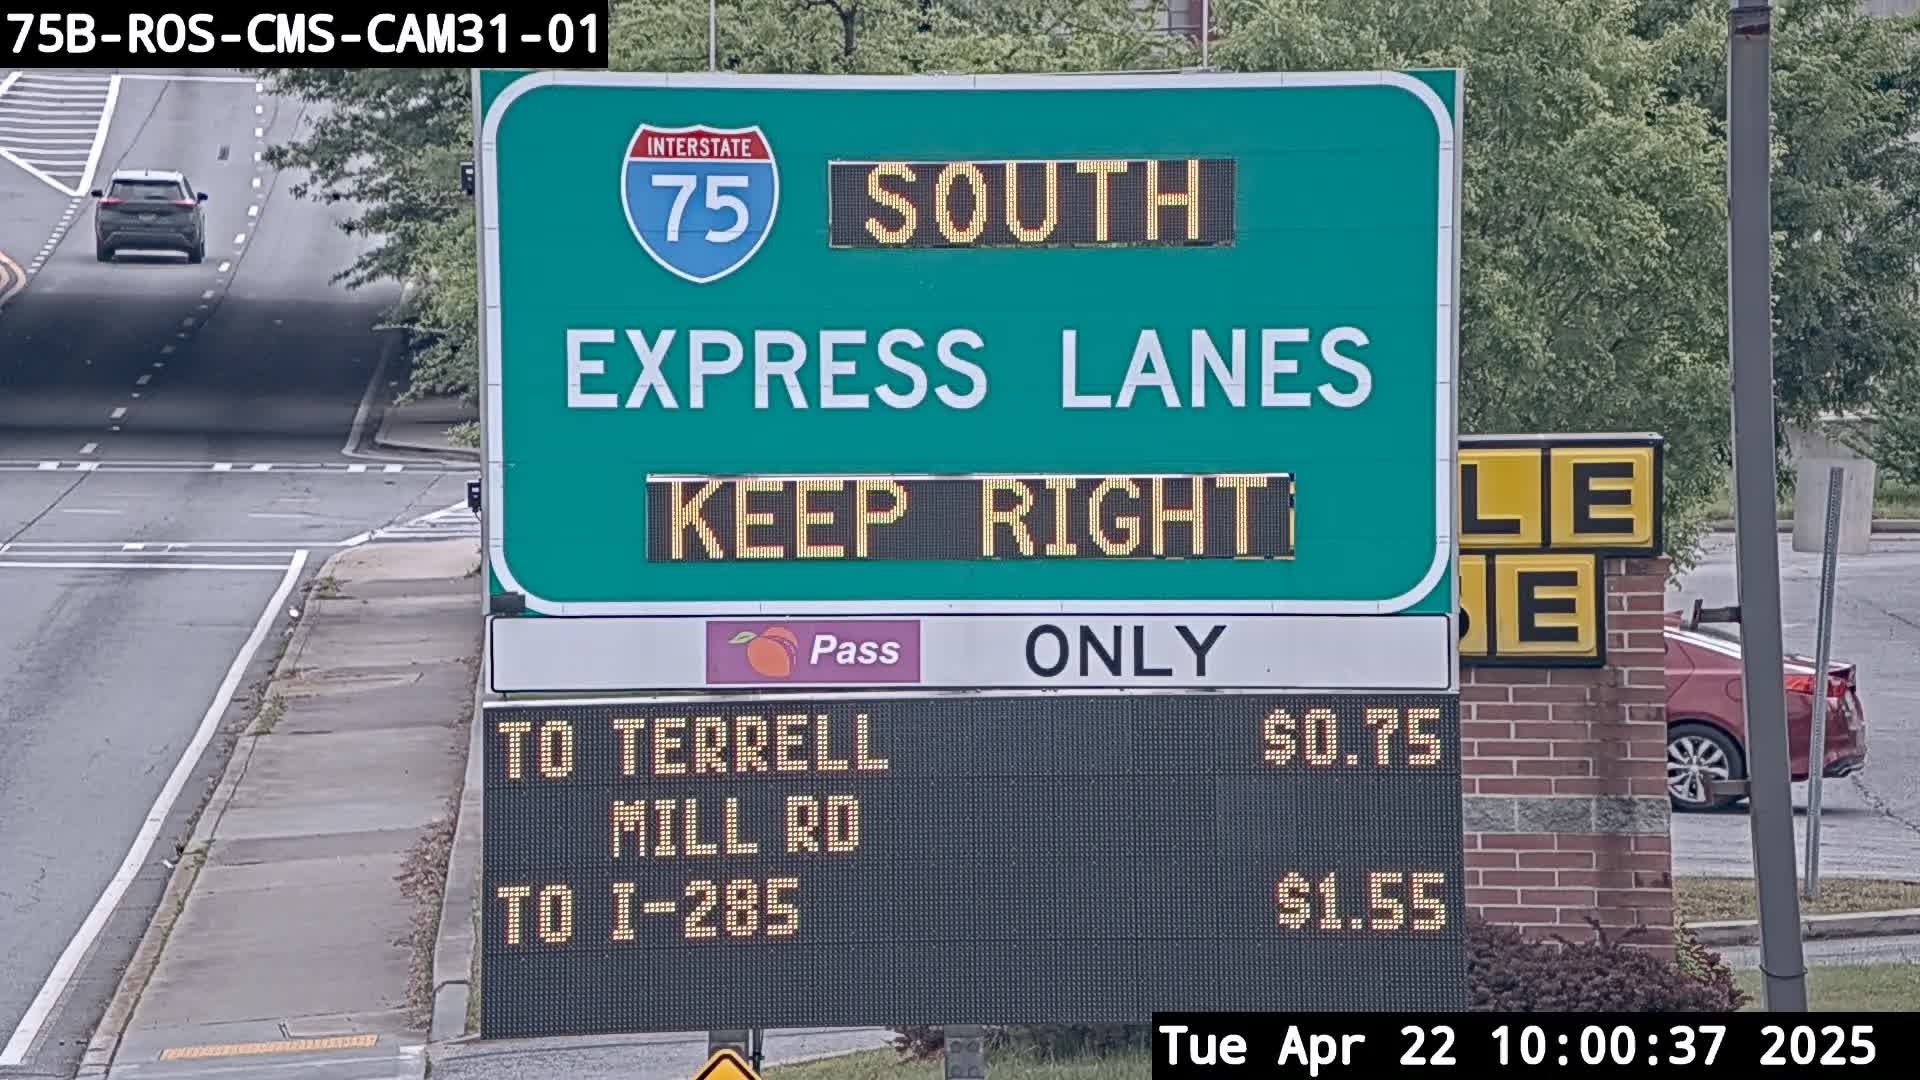 75B-ROS-CMS-CAM31-01
INTERSTATE
75
SOUTH
EXPRESS LANES
KEEP RIGHT
Pass ONLY
TO TERRELL $0.75
MILL RD
TO I-285 $1.55
LE
E
Tue Apr 22 10:00:37 2025